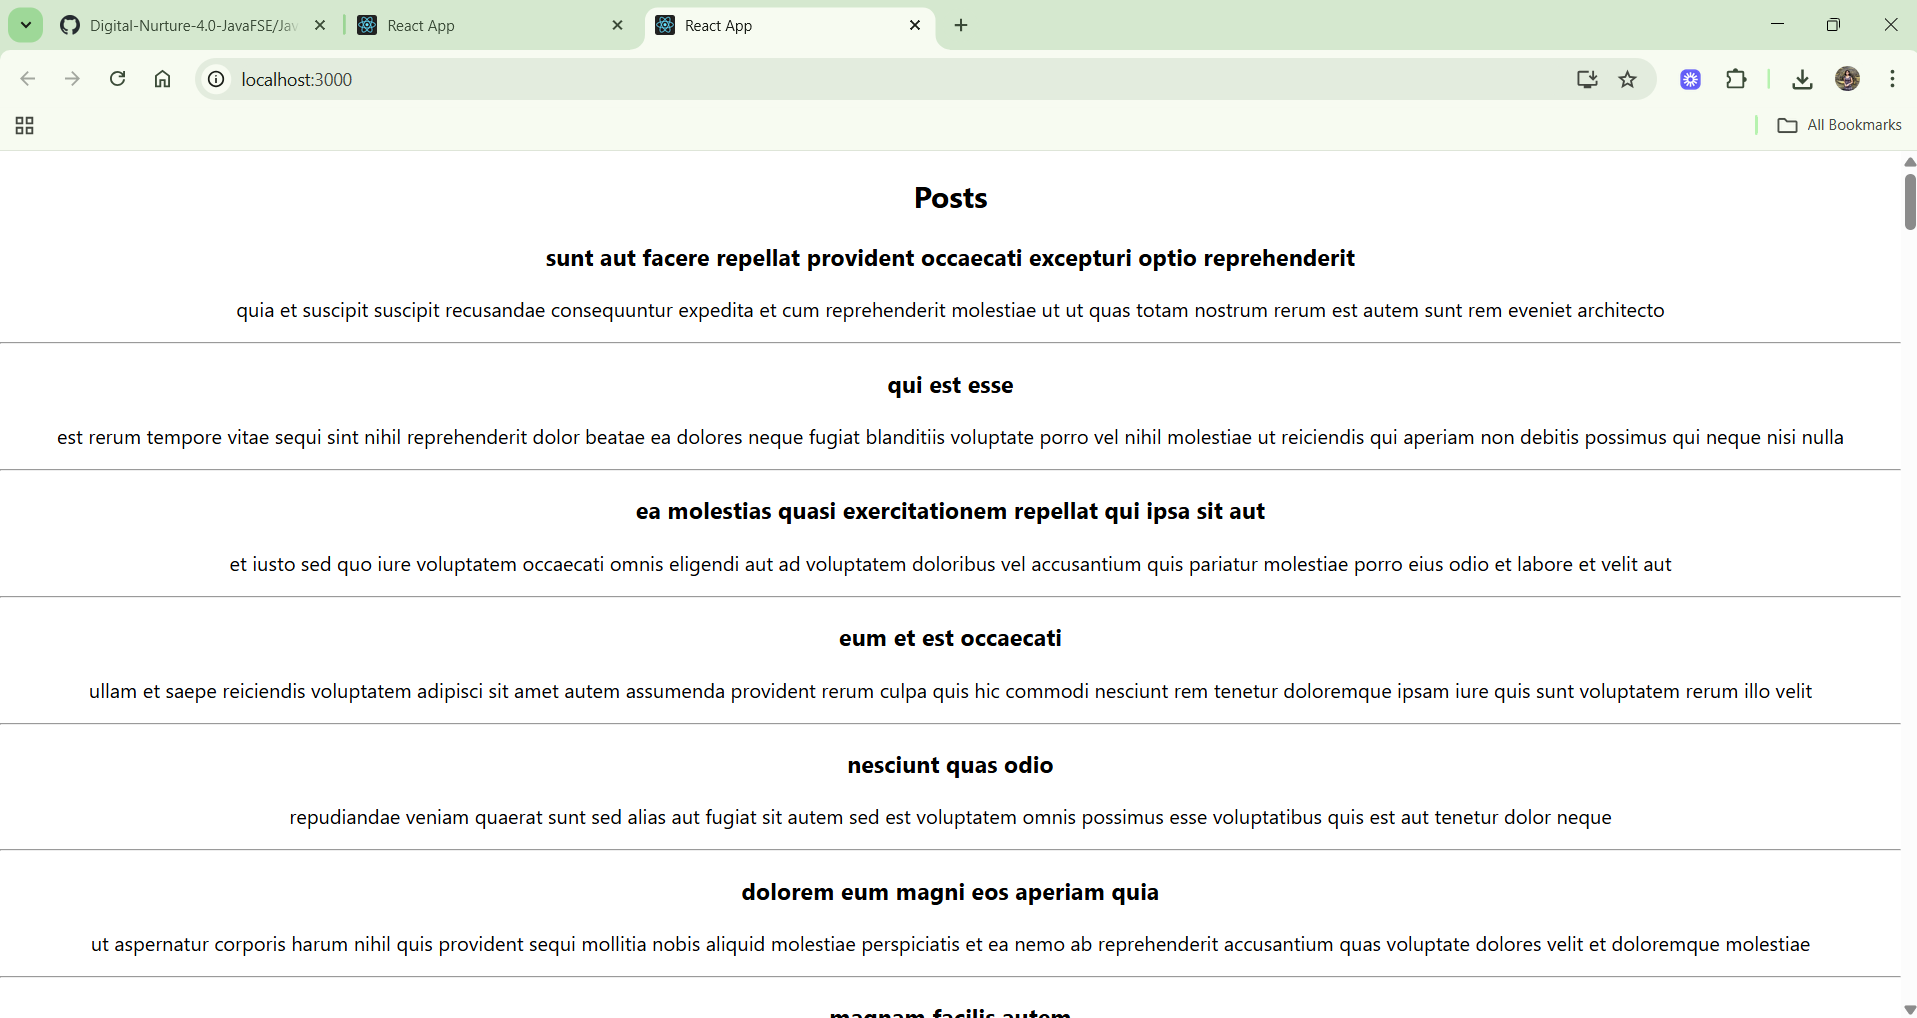 Digital-Nurture-4.0-JavaFSE/Jav
React App
React App
localhost:3000
All Bookmarks
Posts
sunt aut facere repellat provident occaecati excepturi optio reprehenderit
quia et suscipit suscipit recusandae consequuntur expedita et cum reprehenderit molestiae ut ut quas totam nostrum rerum est autem sunt rem eveniet architecto
qui est esse
est rerum tempore vitae sequi sint nihil reprehenderit dolor beatae ea dolores neque fugiat blanditiis voluptate porro vel nihil molestiae ut reiciendis qui aperiam non debitis possimus qui neque nisi nulla
ea molestias quasi exercitationem repellat qui ipsa sit aut
et iusto sed quo iure voluptatem occaecati omnis eligendi aut ad voluptatem doloribus vel accusantium quis pariatur molestiae porro eius odio et labore et velit aut
eum et est occaecati
ullam et saepe reiciendis voluptatem adipisci sit amet autem assumenda provident rerum culpa quis hic commodi nesciunt rem tenetur doloremque ipsam iure quis sunt voluptatem rerum illo velit
nesciunt quas odio
repudiandae veniam quaerat sunt sed alias aut fugiat sit autem sed est voluptatem omnis possimus esse voluptatibus quis est aut tenetur dolor neque
dolorem eum magni eos aperiam quia
ut aspernatur corporis harum nihil quis provident sequi mollitia nobis aliquid molestiae perspiciatis et ea nemo ab reprehenderit accusantium quas voluptate dolores velit et doloremque molestiae
magnam facilis autem